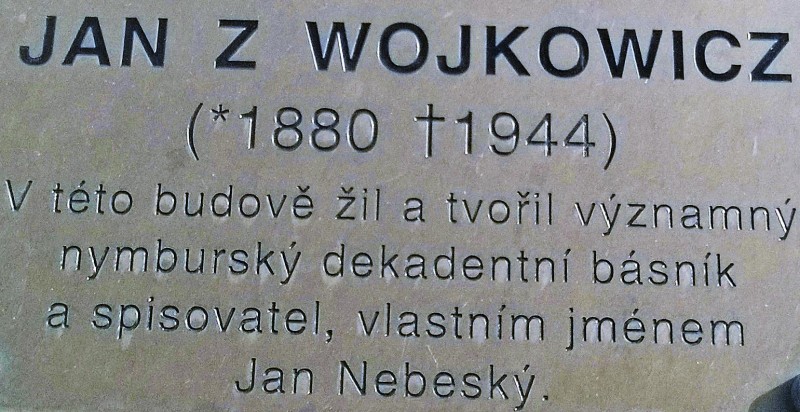 JAN Z WOJKOWICZ
(*1880 †1944)
V této budově žil a tvořil významný
nymburský dekadentní básník
a spisovatel, vlastním jménem
Jan Nebeský.